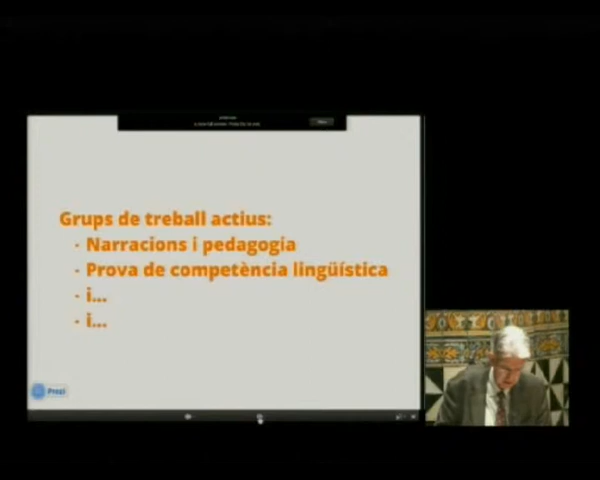 Grups de treball actius:
- Narracions i pedagogia
- Prova de competència lingüística
- i...
- i...
Prezi